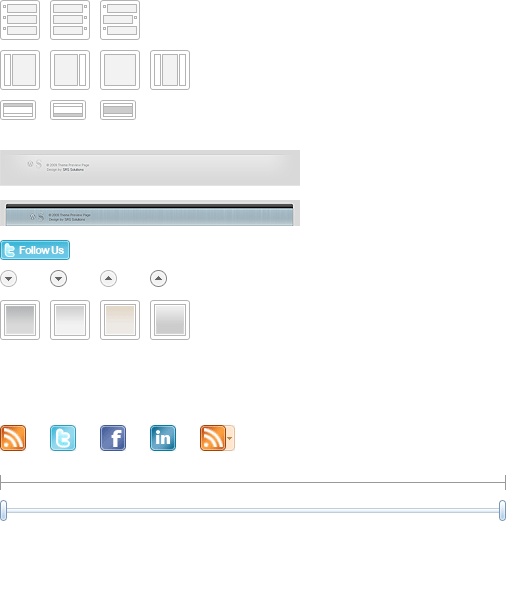 W S
© 2008 Theme Preview Page
Design by: SRS Solutions
W S
© 2008 Theme Preview Page
Design by: SRS Solutions
Follow Us
in